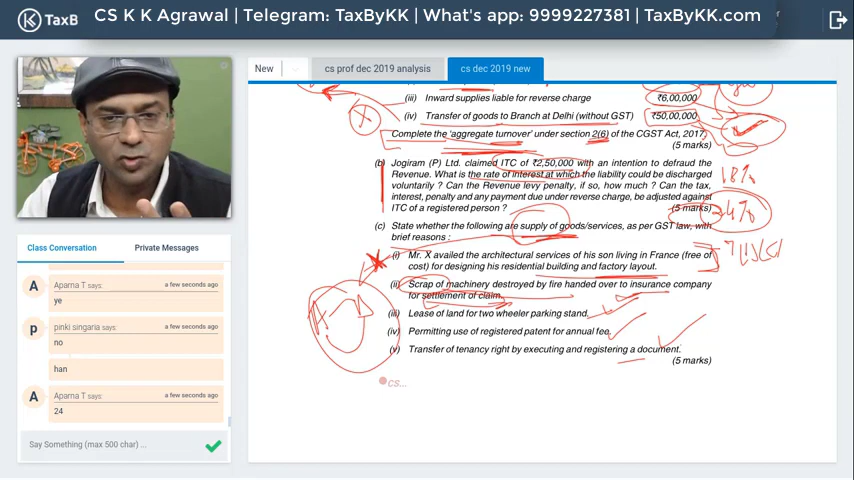 CS K K Agrawal | Telegram: TaxByKK | What's app: 9999227381 | TaxByKK.com
TaxB
New
cs prof dec 2019 analysis
cs dec 2019 new
(iii) Inward supplies liable for reverse charge ₹6,00,000
(iv) Transfer of goods to Branch at Delhi (without GST) ₹50,00,000
Complete the 'aggregate turnover' under section 2(6) of the CGST Act, 2017.
(5 marks)
(b) Jogiram (P) Ltd. claimed ITC of ₹2,50,000 with an intention to defraud the
Revenue. What is the rate of interest at which the liability could be discharged
voluntarily ? Can the Revenue levy penalty, if so, how much ? Can the tax,
interest, penalty and any payment due under reverse charge, be adjusted against
ITC of a registered person ?
(5 marks)
18%
24%
(c) State whether the following are supply of goods/services, as per GST law, with
brief reasons :
(i) Mr. X availed the architectural services of his son living in France (free of
cost) for designing his residential building and factory layout.
(ii) Scrap of machinery destroyed by fire handed over to insurance company
for settlement of claim.
(iii) Lease of land for two wheeler parking stand.
(iv) Permitting use of registered patent for annual fee.
(v) Transfer of tenancy right by executing and registering a document.
(5 marks)
cs...
Class Conversation
Private Messages
A
Aparna T says:
a few seconds ago
ye
p
pinki singaria says:
a few seconds ago
no
han
A
Aparna T says:
a few seconds ago
24
Say Something (max 500 char) ...